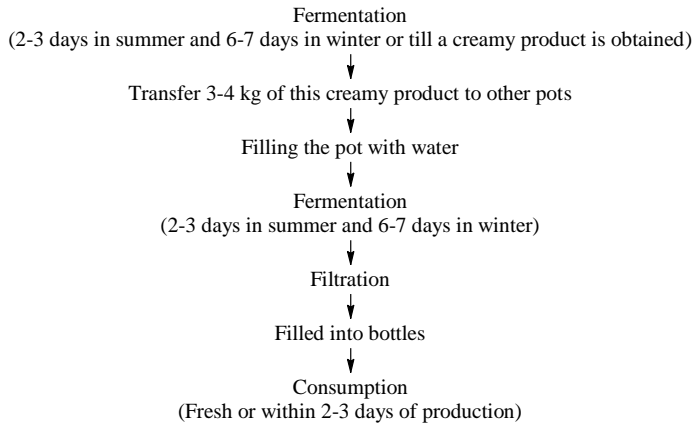 Fermentation
(2-3 days in summer and 6-7 days in winter or till a creamy product is obtained)
Transfer 3-4 kg of this creamy product to other pots
Filling the pot with water
Fermentation
(2-3 days in summer and 6-7 days in winter)
Filtration
Filled into bottles
Consumption
(Fresh or within 2-3 days of production)